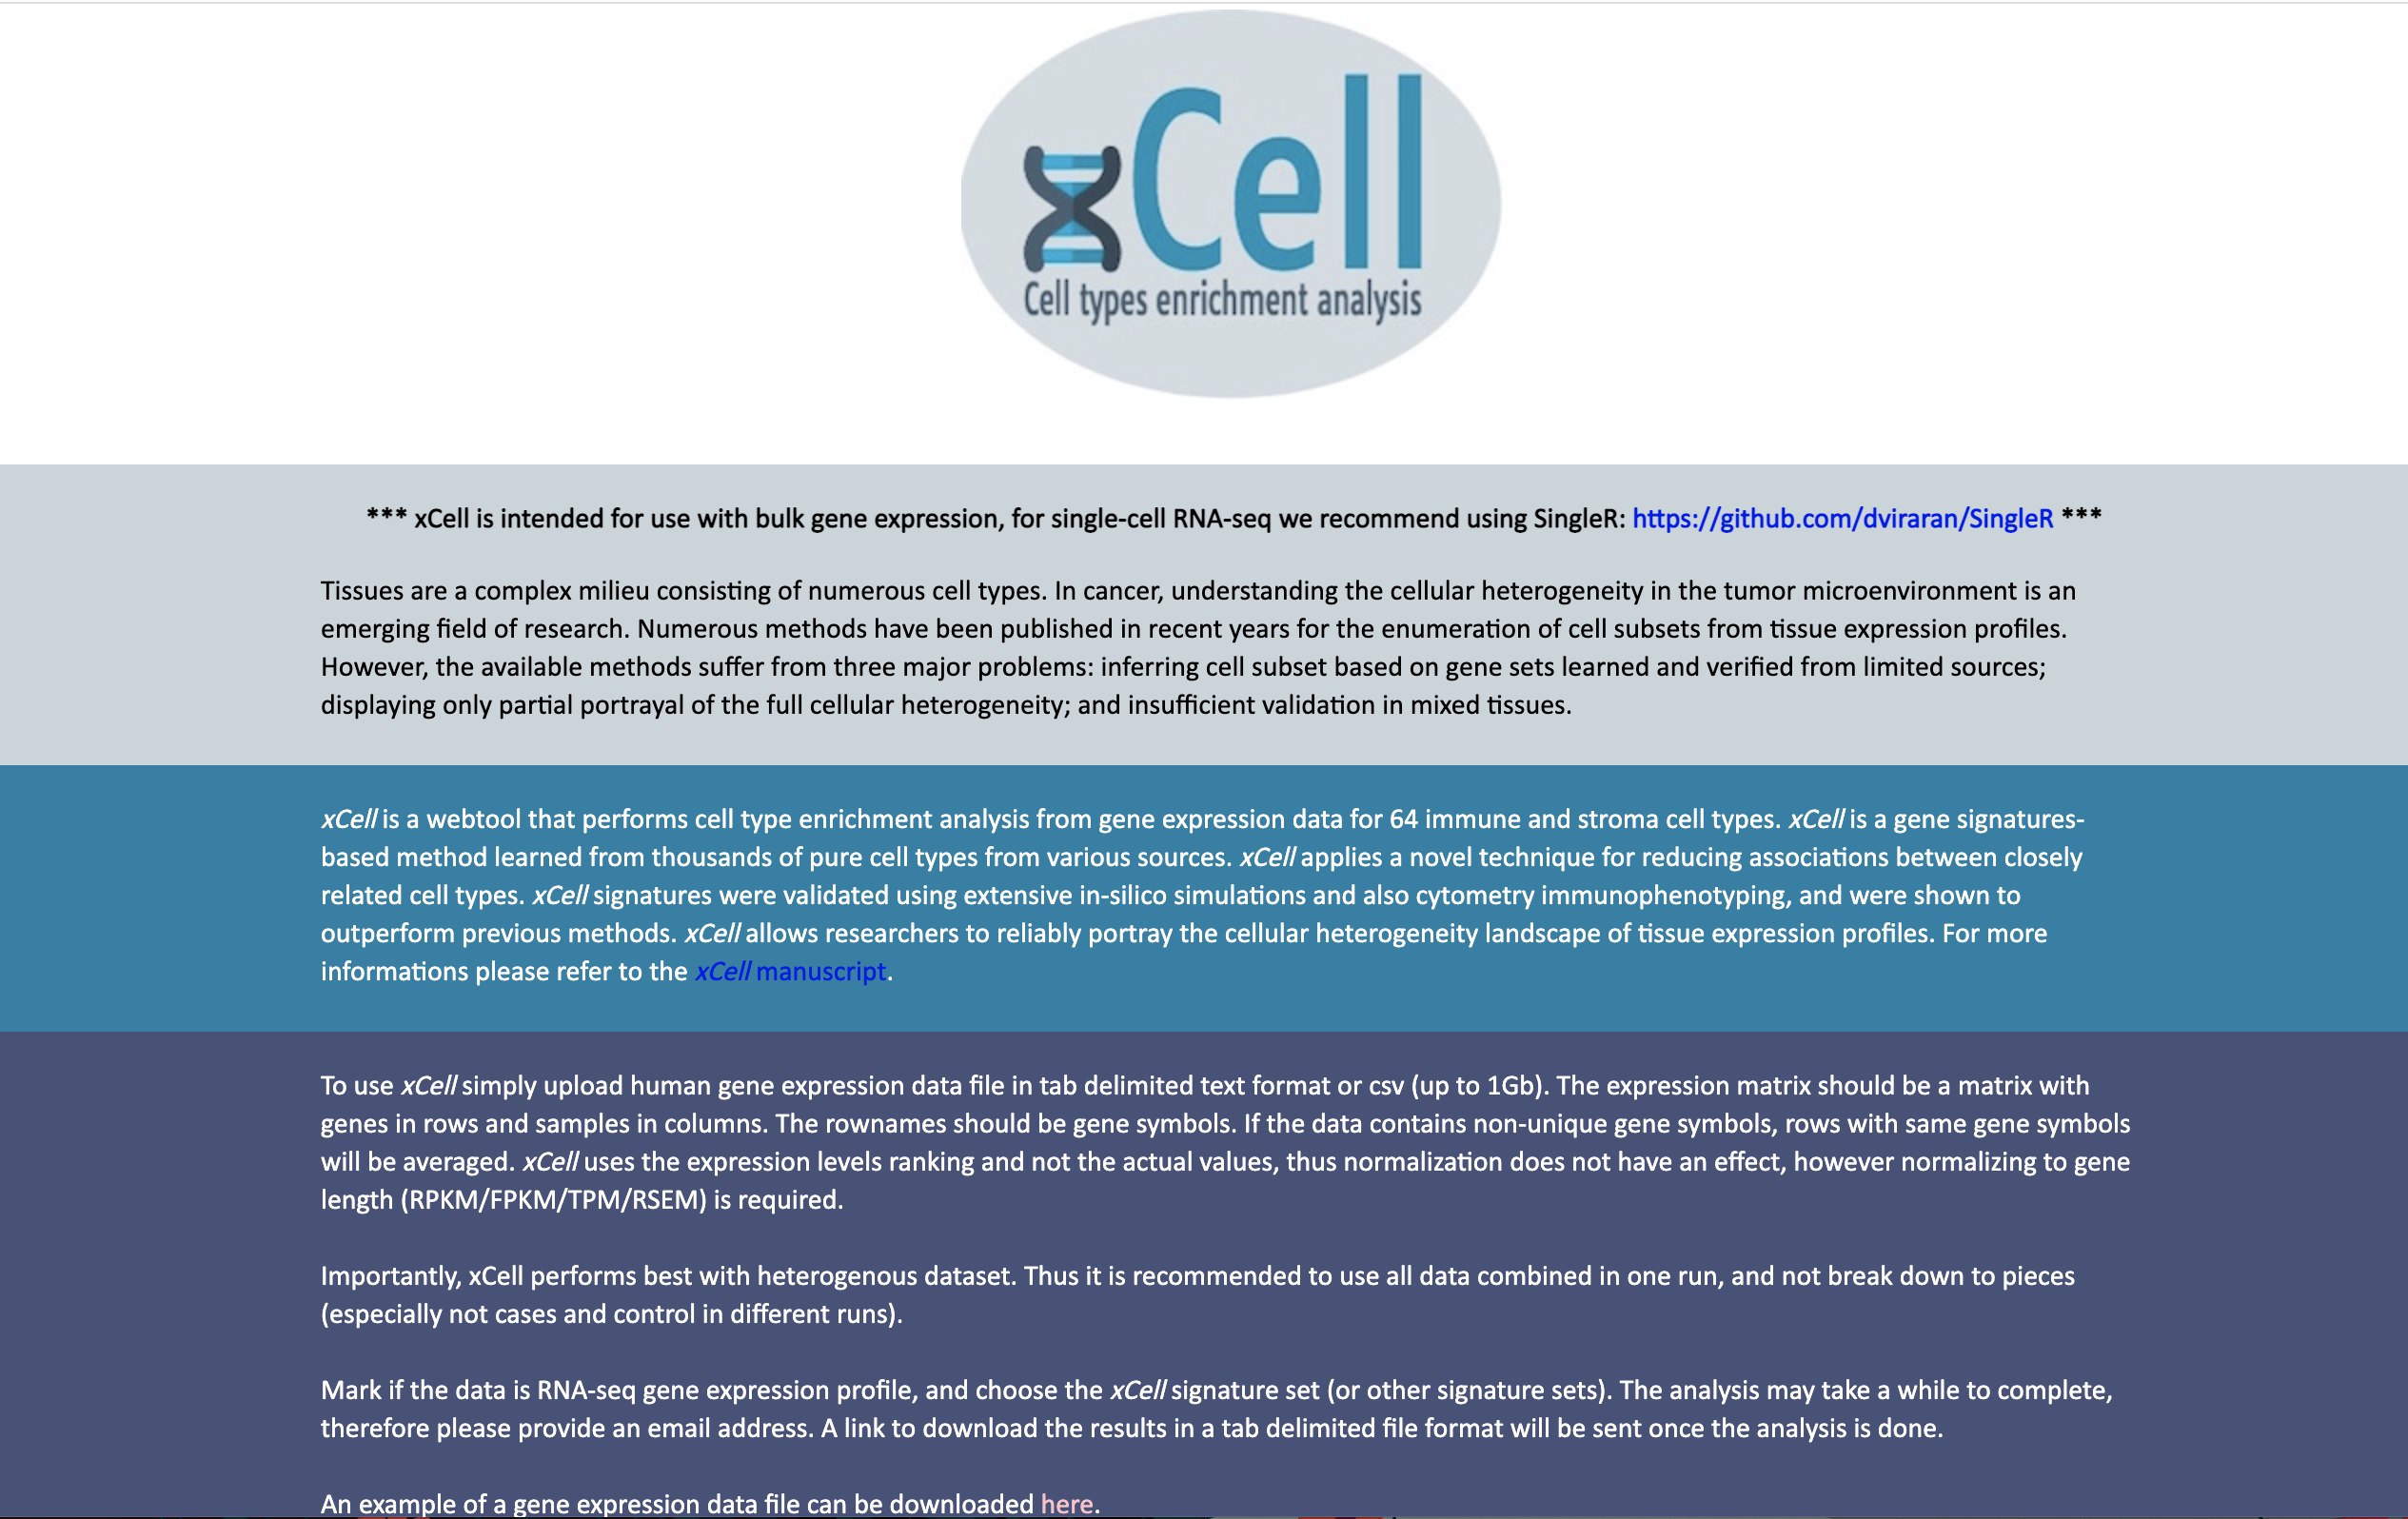 xCell
Cell types enrichment analysis
*** xCell is intended for use with bulk gene expression, for single-cell RNA-seq we recommend using SingleR: https://github.com/dviraran/SingleR ***
Tissues are a complex milieu consisting of numerous cell types. In cancer, understanding the cellular heterogeneity in the tumor microenvironment is an
emerging field of research. Numerous methods have been published in recent years for the enumeration of cell subsets from tissue expression profiles.
However, the available methods suffer from three major problems: inferring cell subset based on gene sets learned and verified from limited sources;
displaying only partial portrayal of the full cellular heterogeneity; and insufficient validation in mixed tissues.
xCell is a webtool that performs cell type enrichment analysis from gene expression data for 64 immune and stroma cell types. xCell is a gene signatures-
based method learned from thousands of pure cell types from various sources. xCell applies a novel technique for reducing associations between closely
related cell types. xCell signatures were validated using extensive in-silico simulations and also cytometry immunophenotyping, and were shown to
outperform previous methods. xCell allows researchers to reliably portray the cellular heterogeneity landscape of tissue expression profiles. For more
informations please refer to the xCell manuscript.
To use xCell simply upload human gene expression data file in tab delimited text format or csv (up to 1Gb). The expression matrix should be a matrix with
genes in rows and samples in columns. The rownames should be gene symbols. If the data contains non-unique gene symbols, rows with same gene symbols
will be averaged. xCell uses the expression levels ranking and not the actual values, thus normalization does not have an effect, however normalizing to gene
length (RPKM/FPKM/TPM/RSEM) is required.
Importantly, xCell performs best with heterogenous dataset. Thus it is recommended to use all data combined in one run, and not break down to pieces
(especially not cases and control in different runs).
Mark if the data is RNA-seq gene expression profile, and choose the xCell signature set (or other signature sets). The analysis may take a while to complete,
therefore please provide an email address. A link to download the results in a tab delimited file format will be sent once the analysis is done.
An example of a gene expression data file can be downloaded here.